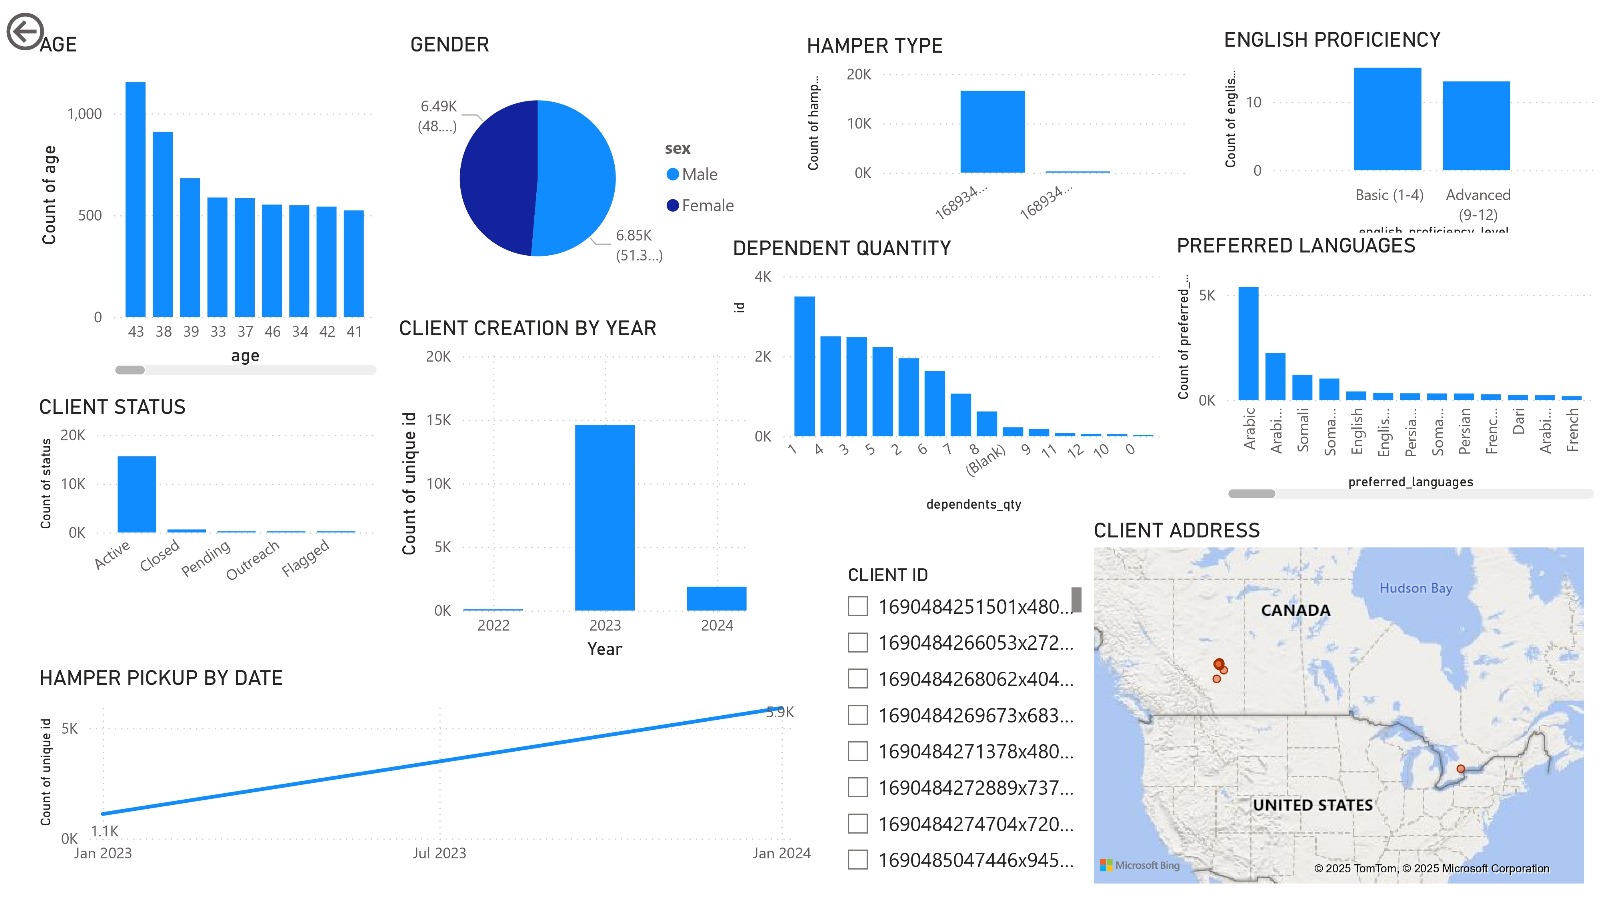 AGE
1,000
500
0
Count of age
43 38 39 33 37 46 34 42 41
age
GENDER
6.49K
(48....)
6.85K
(51.3...)
sex
Male
Female
HAMPER TYPE
20K
10K
0K
Count of hamp...
168934... 168934...
ENGLISH PROFICIENCY
10
0
Count of englis...
Basic (1-4) Advanced
(9-12)
english_proficiency_level
DEPENDENT QUANTITY
4K
2K
0K
id
1 4 3 5 2 6 7 8 (Blank) 9 11 12 10 0
dependents_qty
PREFERRED LANGUAGES
5K
0K
Count of preferred_...
Arabic Arabi... Somali Soma... English Englis... Persia... Soma... Persian Frenc... Dari Arabi... French
preferred_languages
CLIENT CREATION BY YEAR
20K
15K
10K
5K
0K
Count of unique id
2022 2023 2024
Year
CLIENT STATUS
20K
10K
0K
Count of status
Active Closed Pending Outreach Flagged
HAMPER PICKUP BY DATE
5K
0K
Count of unique id
1.1K
5.9K
Jan 2023 Jul 2023 Jan 2024
CLIENT ID
1690484251501x480...
1690484266053x272...
1690484268062x404...
1690484269673x683...
1690484271378x480...
1690484272889x737...
1690484274704x720...
1690485047446x945...
CLIENT ADDRESS
Hudson Bay
CANADA
UNITED STATES
Microsoft Bing
© 2025 TomTom, © 2025 Microsoft Corporation